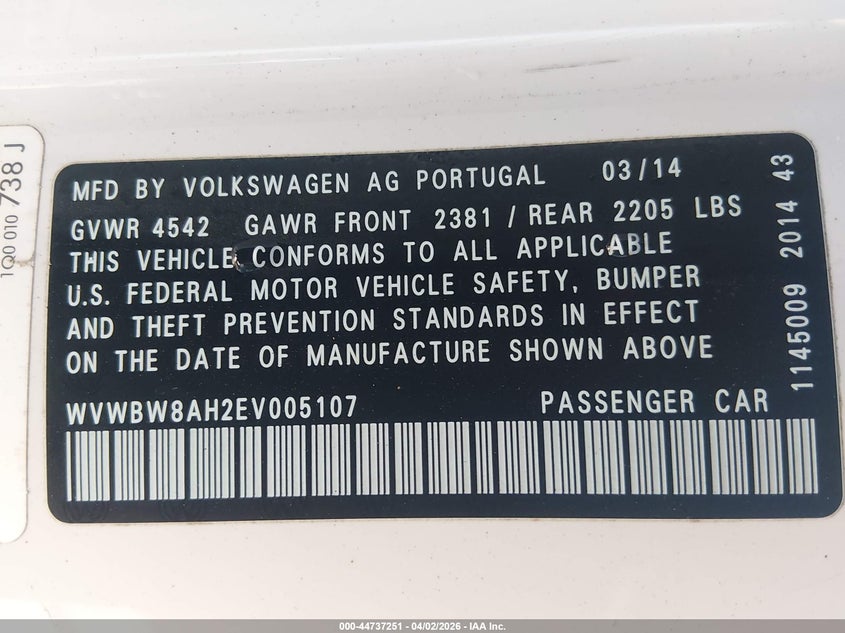 MFD BY VOLKSWAGEN AG PORTUGAL 03/14
GVWR 4542 GAWR FRONT 2381 / REAR 2205 LBS
THIS VEHICLE CONFORMS TO ALL APPLICABLE
U.S. FEDERAL MOTOR VEHICLE SAFETY, BUMPER
AND THEFT PREVENTION STANDARDS IN EFFECT
ON THE DATE OF MANUFACTURE SHOWN ABOVE
WVWBW8AH2EV005107 PASSENGER CAR
1145009 2014 43
1Q0 010 738 J
000-44737251 - 04/02/2026 - IAA Inc.